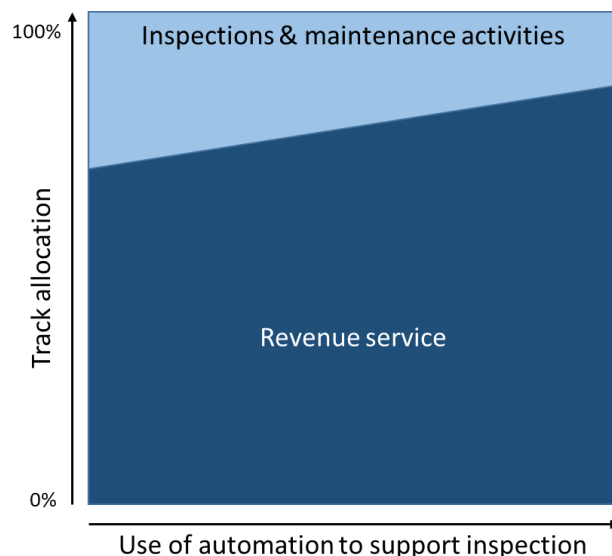 100%
Inspections & maintenance activities
Track allocation
Revenue service
0%
Use of automation to support inspection